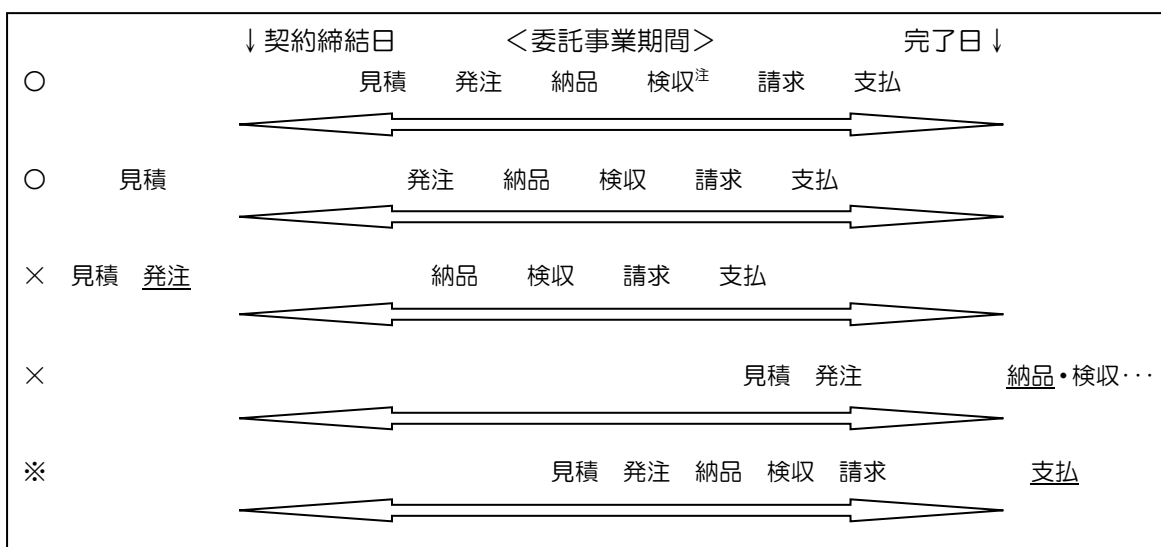 ↓契約締結日 ＜委託事業期間＞ 完了日↓
○ 見積 発注 納品 検収注 請求 支払
○ 見積 発注 納品 検収 請求 支払
× 見積 発注 納品 検収 請求 支払
× 見積 発注 納品・検収・・・
※ 見積 発注 納品 検収 請求 支払